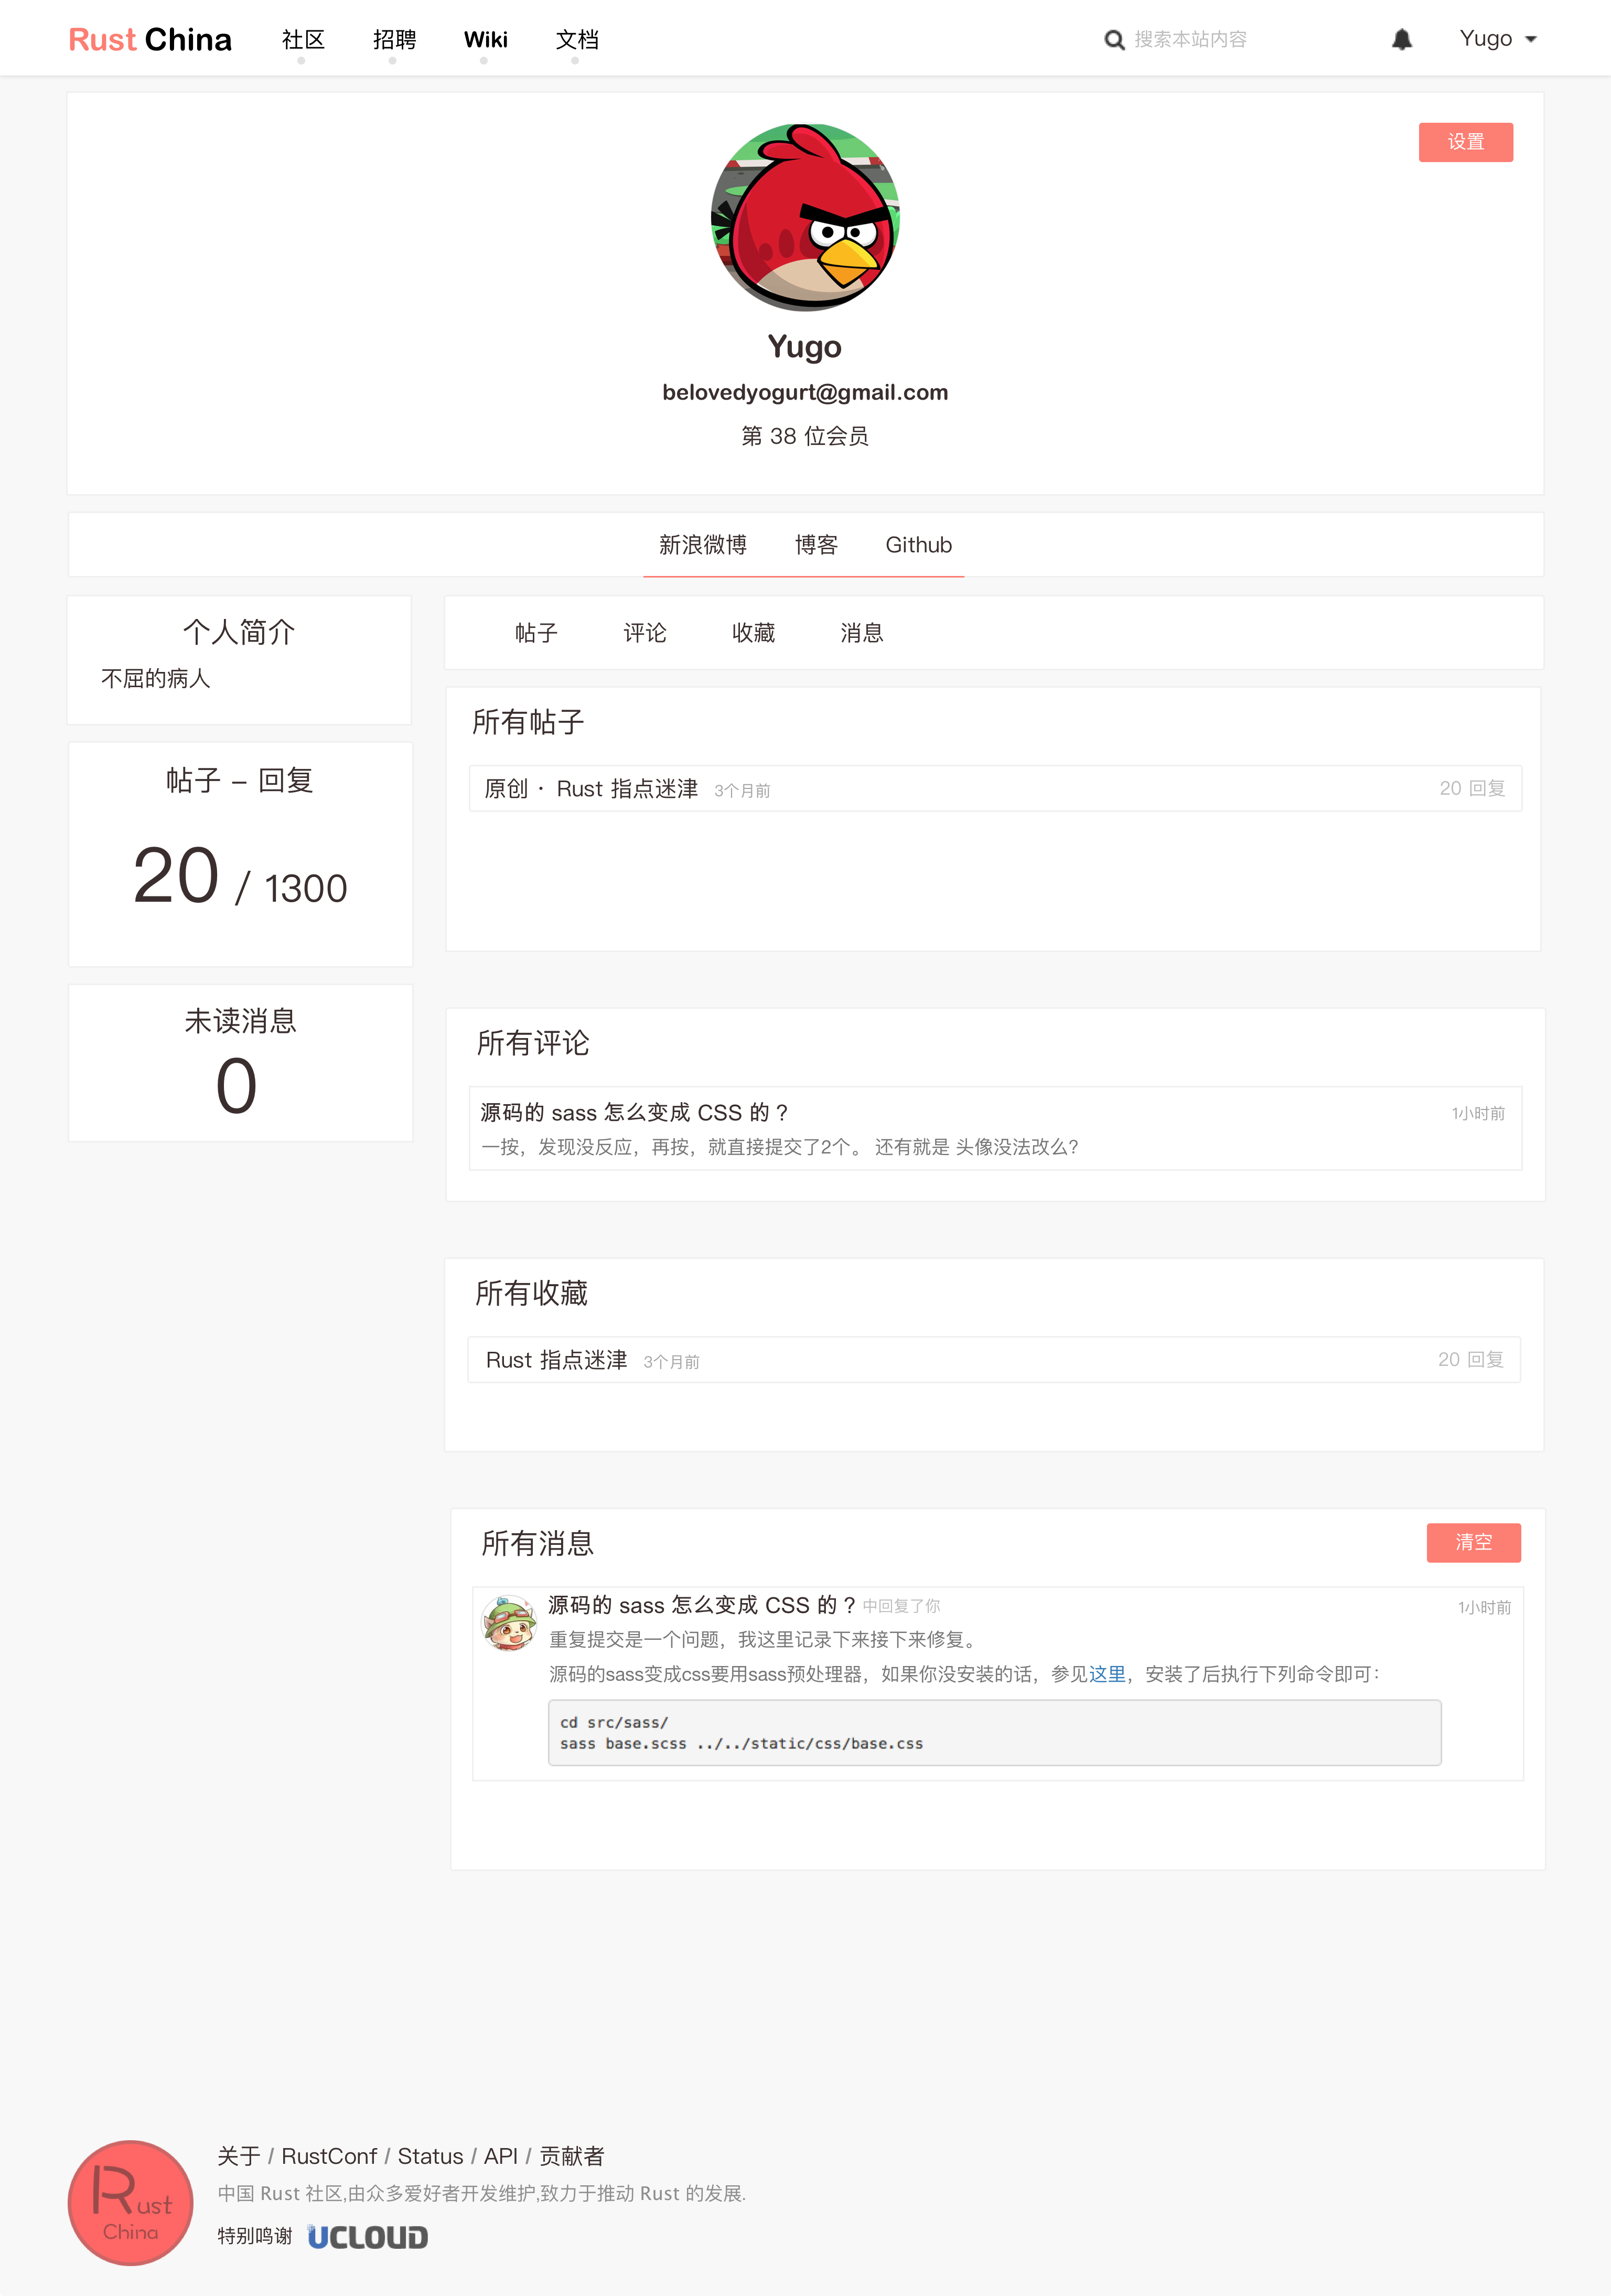 Rust China 社区 招聘 Wiki 文档 搜索本站内容 Yugo
设置
Yugo
belovedyogurt@gmail.com
第 38 位会员
新浪微博 博客 Github
个人简介
不屈的病人
帖子 – 回复
20 / 1300
未读消息
0
帖子 评论 收藏 消息
所有帖子
原创 · Rust 指点迷津 3个月前 20 回复
所有评论
源码的 sass 怎么变成 CSS 的？ 1小时前
一按，发现没反应，再按，就直接提交了2个。 还有就是 头像没法改么?
所有收藏
Rust 指点迷津 3个月前 20 回复
所有消息 清空
源码的 sass 怎么变成 CSS 的？ 中回复了你 1小时前
重复提交是一个问题，我这里记录下来接下来修复。
源码的sass变成css要用sass预处理器，如果你没安装的话，参见这里，安装了后执行下列命令即可：
cd src/sass/
sass base.scss ../../static/css/base.css
Rust
China
关于 / RustConf / Status / API / 贡献者
中国 Rust 社区,由众多爱好者开发维护,致力于推动 Rust 的发展.
特别鸣谢 UCLOUD